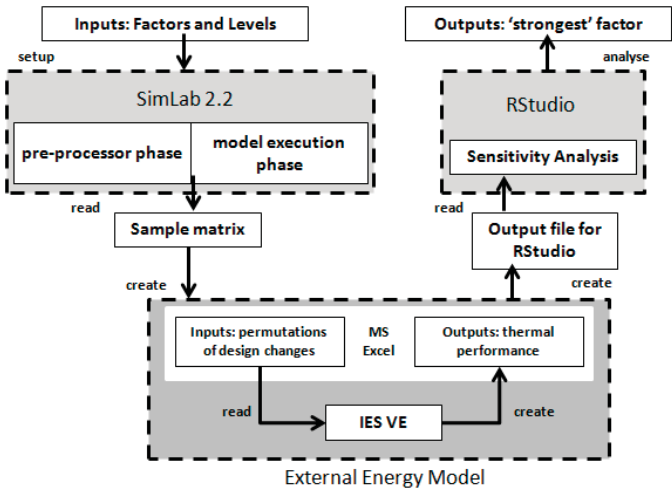 Inputs: Factors and Levels
setup
SimLab 2.2
pre-processor phase
model execution
phase
read
Sample matrix
create
Inputs: permutations
of design changes
MS
Excel
Outputs: thermal
performance
read
IES VE
create
External Energy Model
create
Output file for
RStudio
read
RStudio
Sensitivity Analysis
analyse
Outputs: ‘strongest’ factor